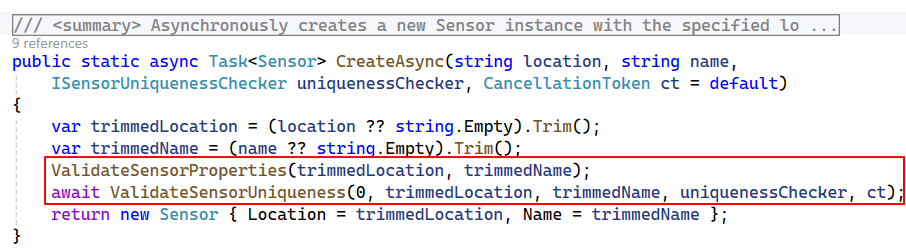 /// <summary> Asynchronously creates a new Sensor instance with the specified lo ...
9 references
public static async Task<Sensor> CreateAsync(string location, string name,
ISensorUniquenessChecker uniquenessChecker, CancellationToken ct = default)
{
var trimmedLocation = (location ?? string.Empty).Trim();
var trimmedName = (name ?? string.Empty).Trim();
ValidateSensorProperties(trimmedLocation, trimmedName);
await ValidateSensorUniqueness(0, trimmedLocation, trimmedName, uniquenessChecker, ct);
return new Sensor { Location = trimmedLocation, Name = trimmedName };
}